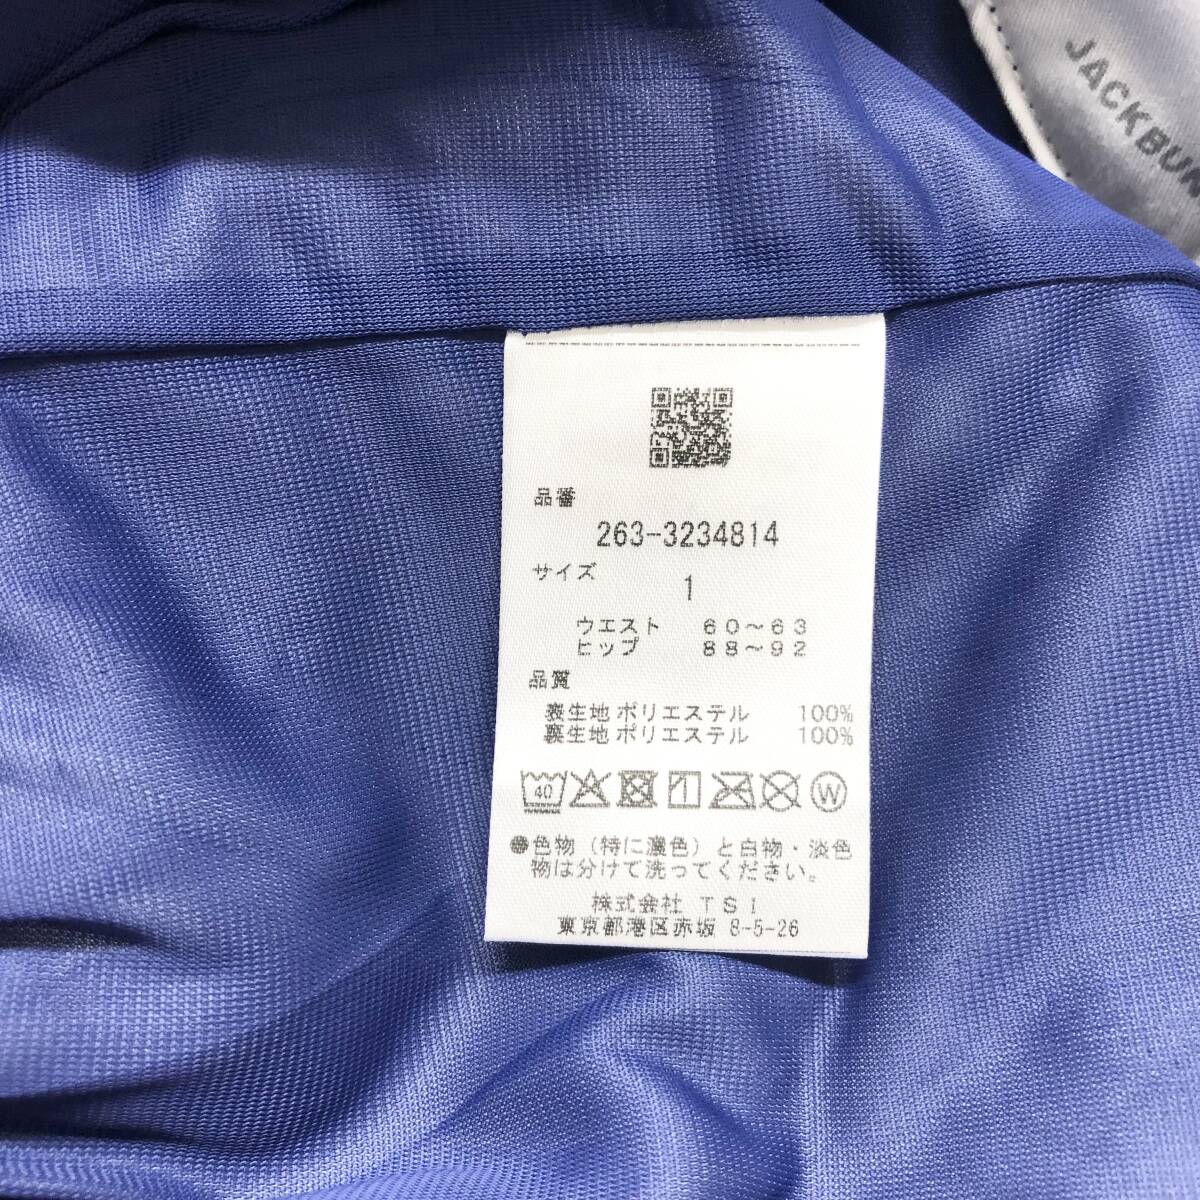 JACKBUN
品番
263-3234814
サイズ
1
ウエスト 60〜63
ヒップ 88〜92
品質
表生地 ポリエステル 100%
裏生地 ポリエステル 100%
40
W
●色物（特に濃色）と白物・淡色
物は分けて洗ってください。
株式会社 TSI
東京都港区赤坂 8-5-26